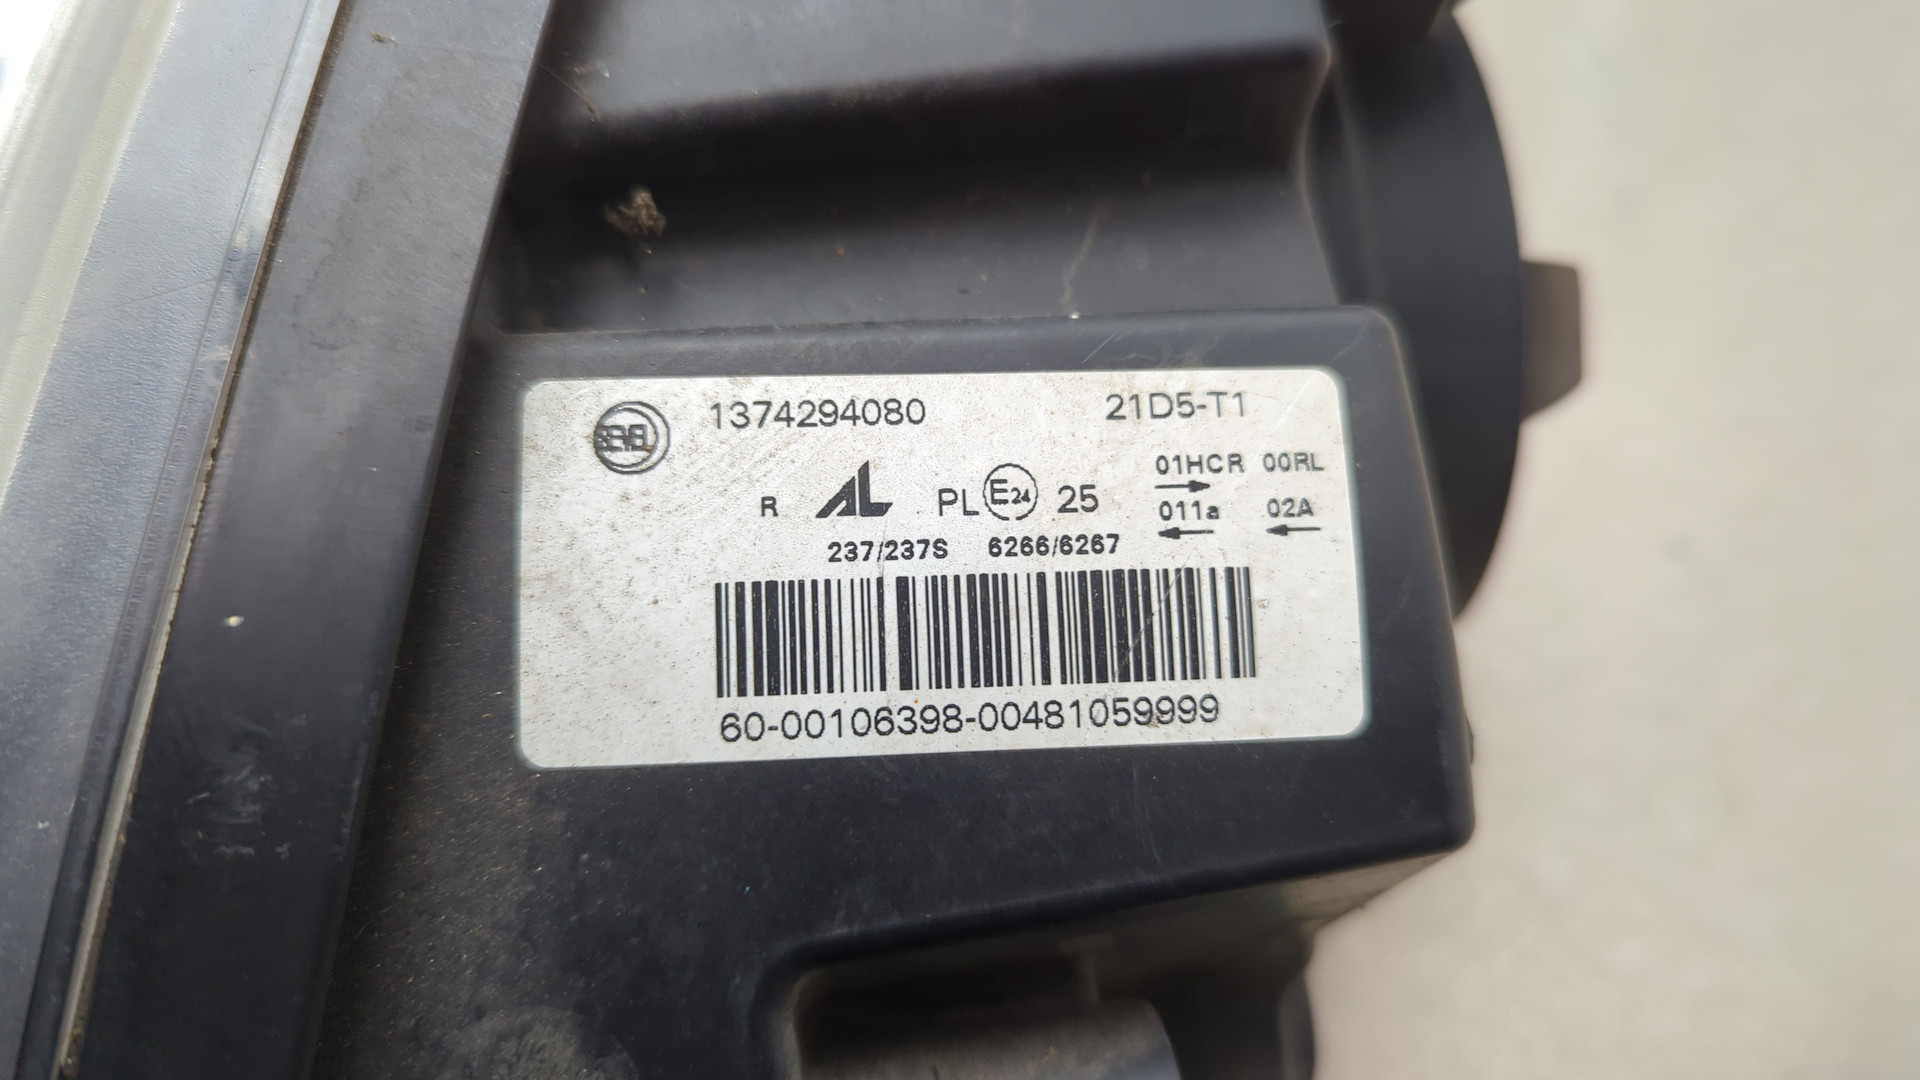 SEVEL 1374294080 21D5-T1
01HCR 00RL
R AL PL E24 25 011a 02A
237/237S 6266/6267
60-00106398-00481059999